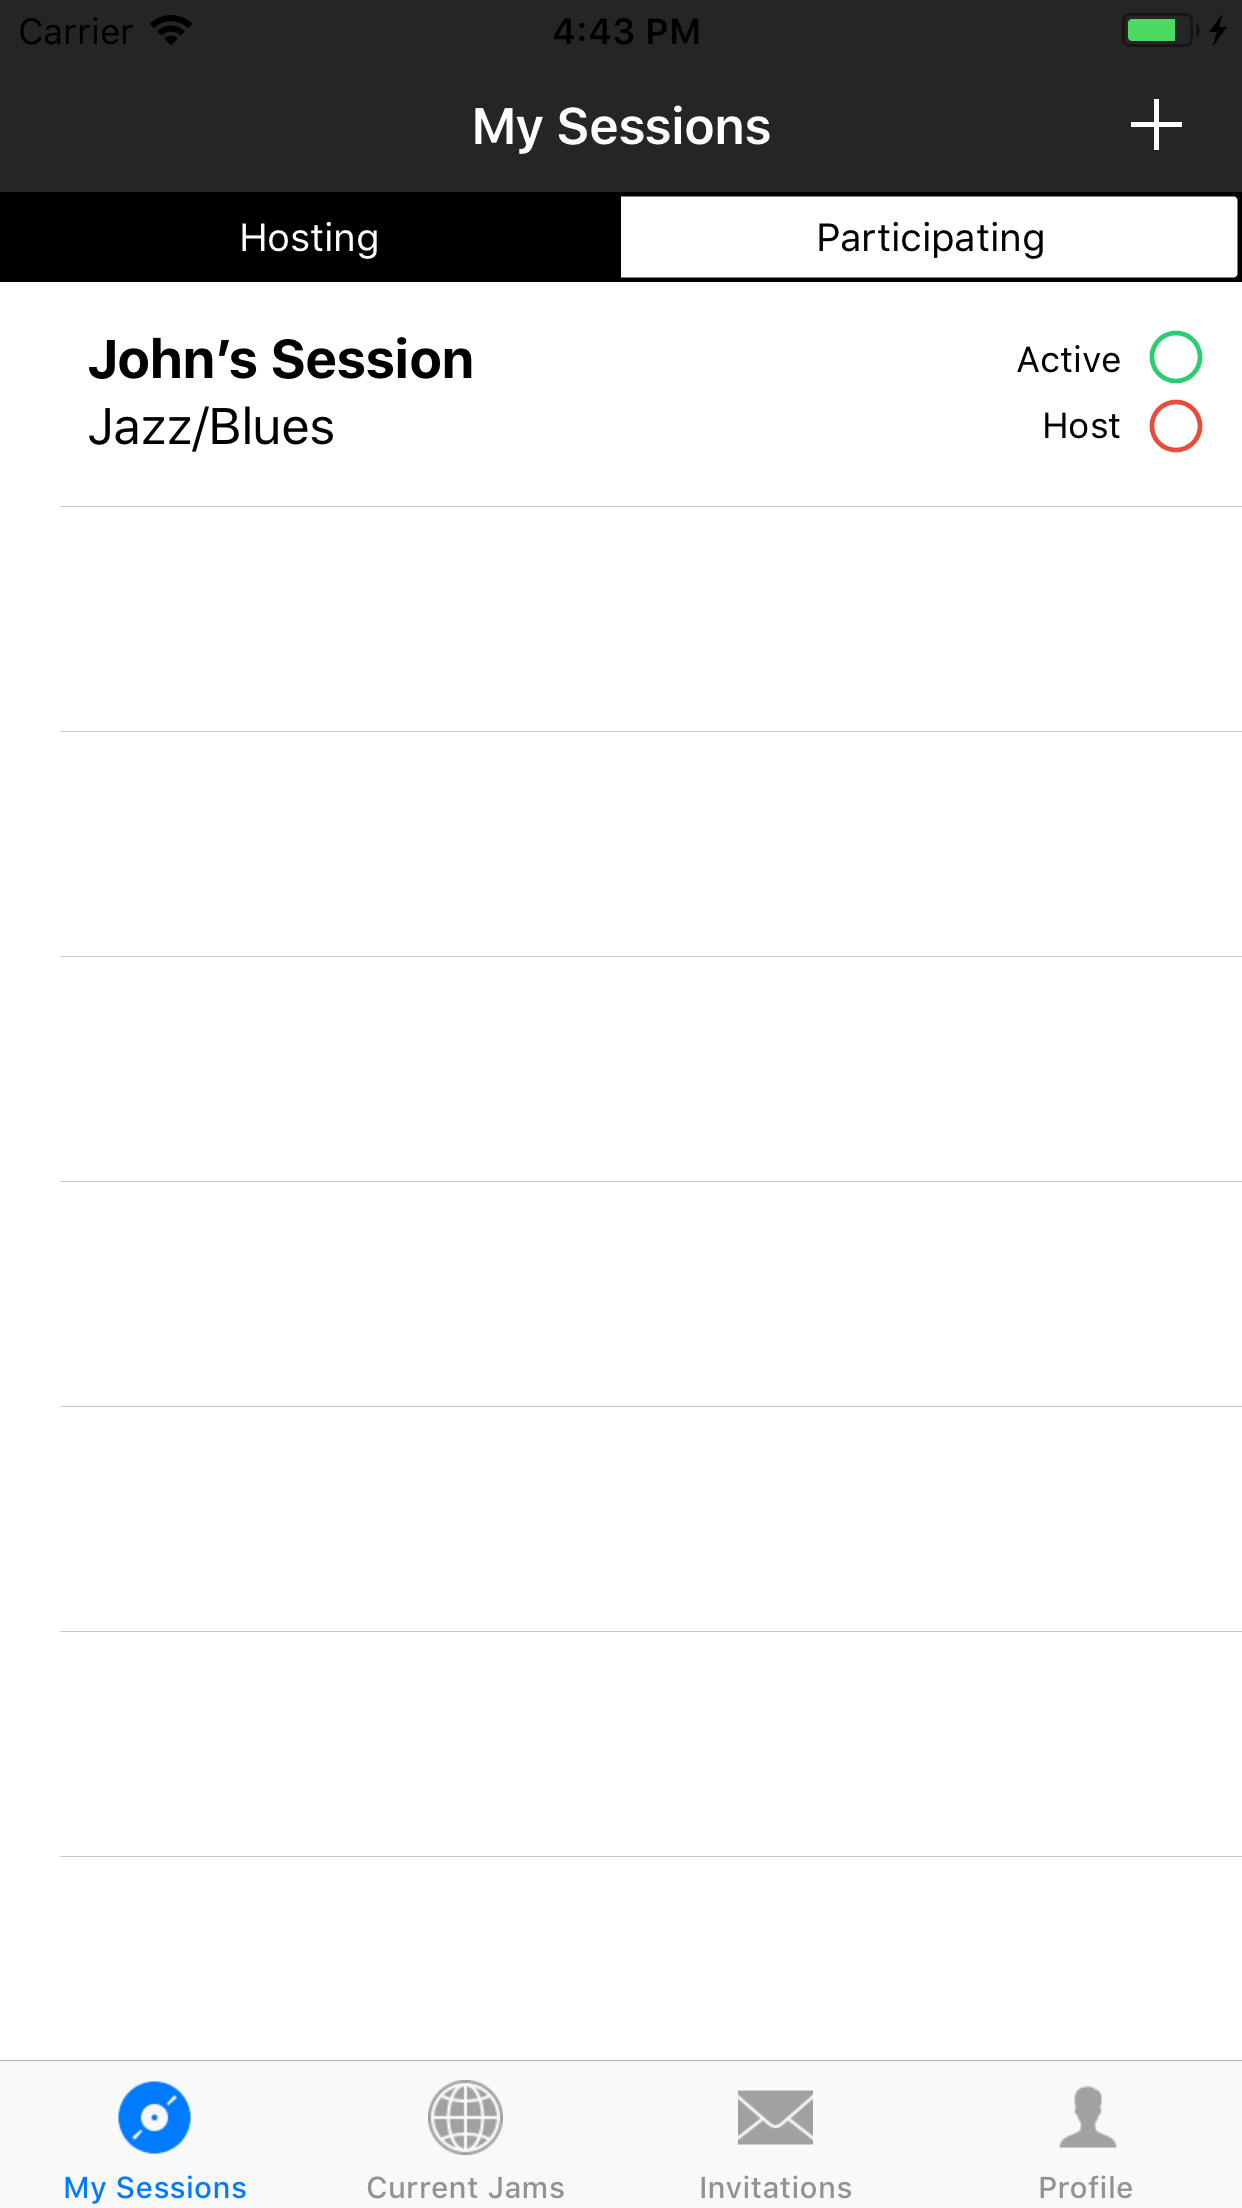 Carrier 4:43 PM
My Sessions
Hosting Participating
John’s Session Active
Jazz/Blues Host
My Sessions Current Jams Invitations Profile